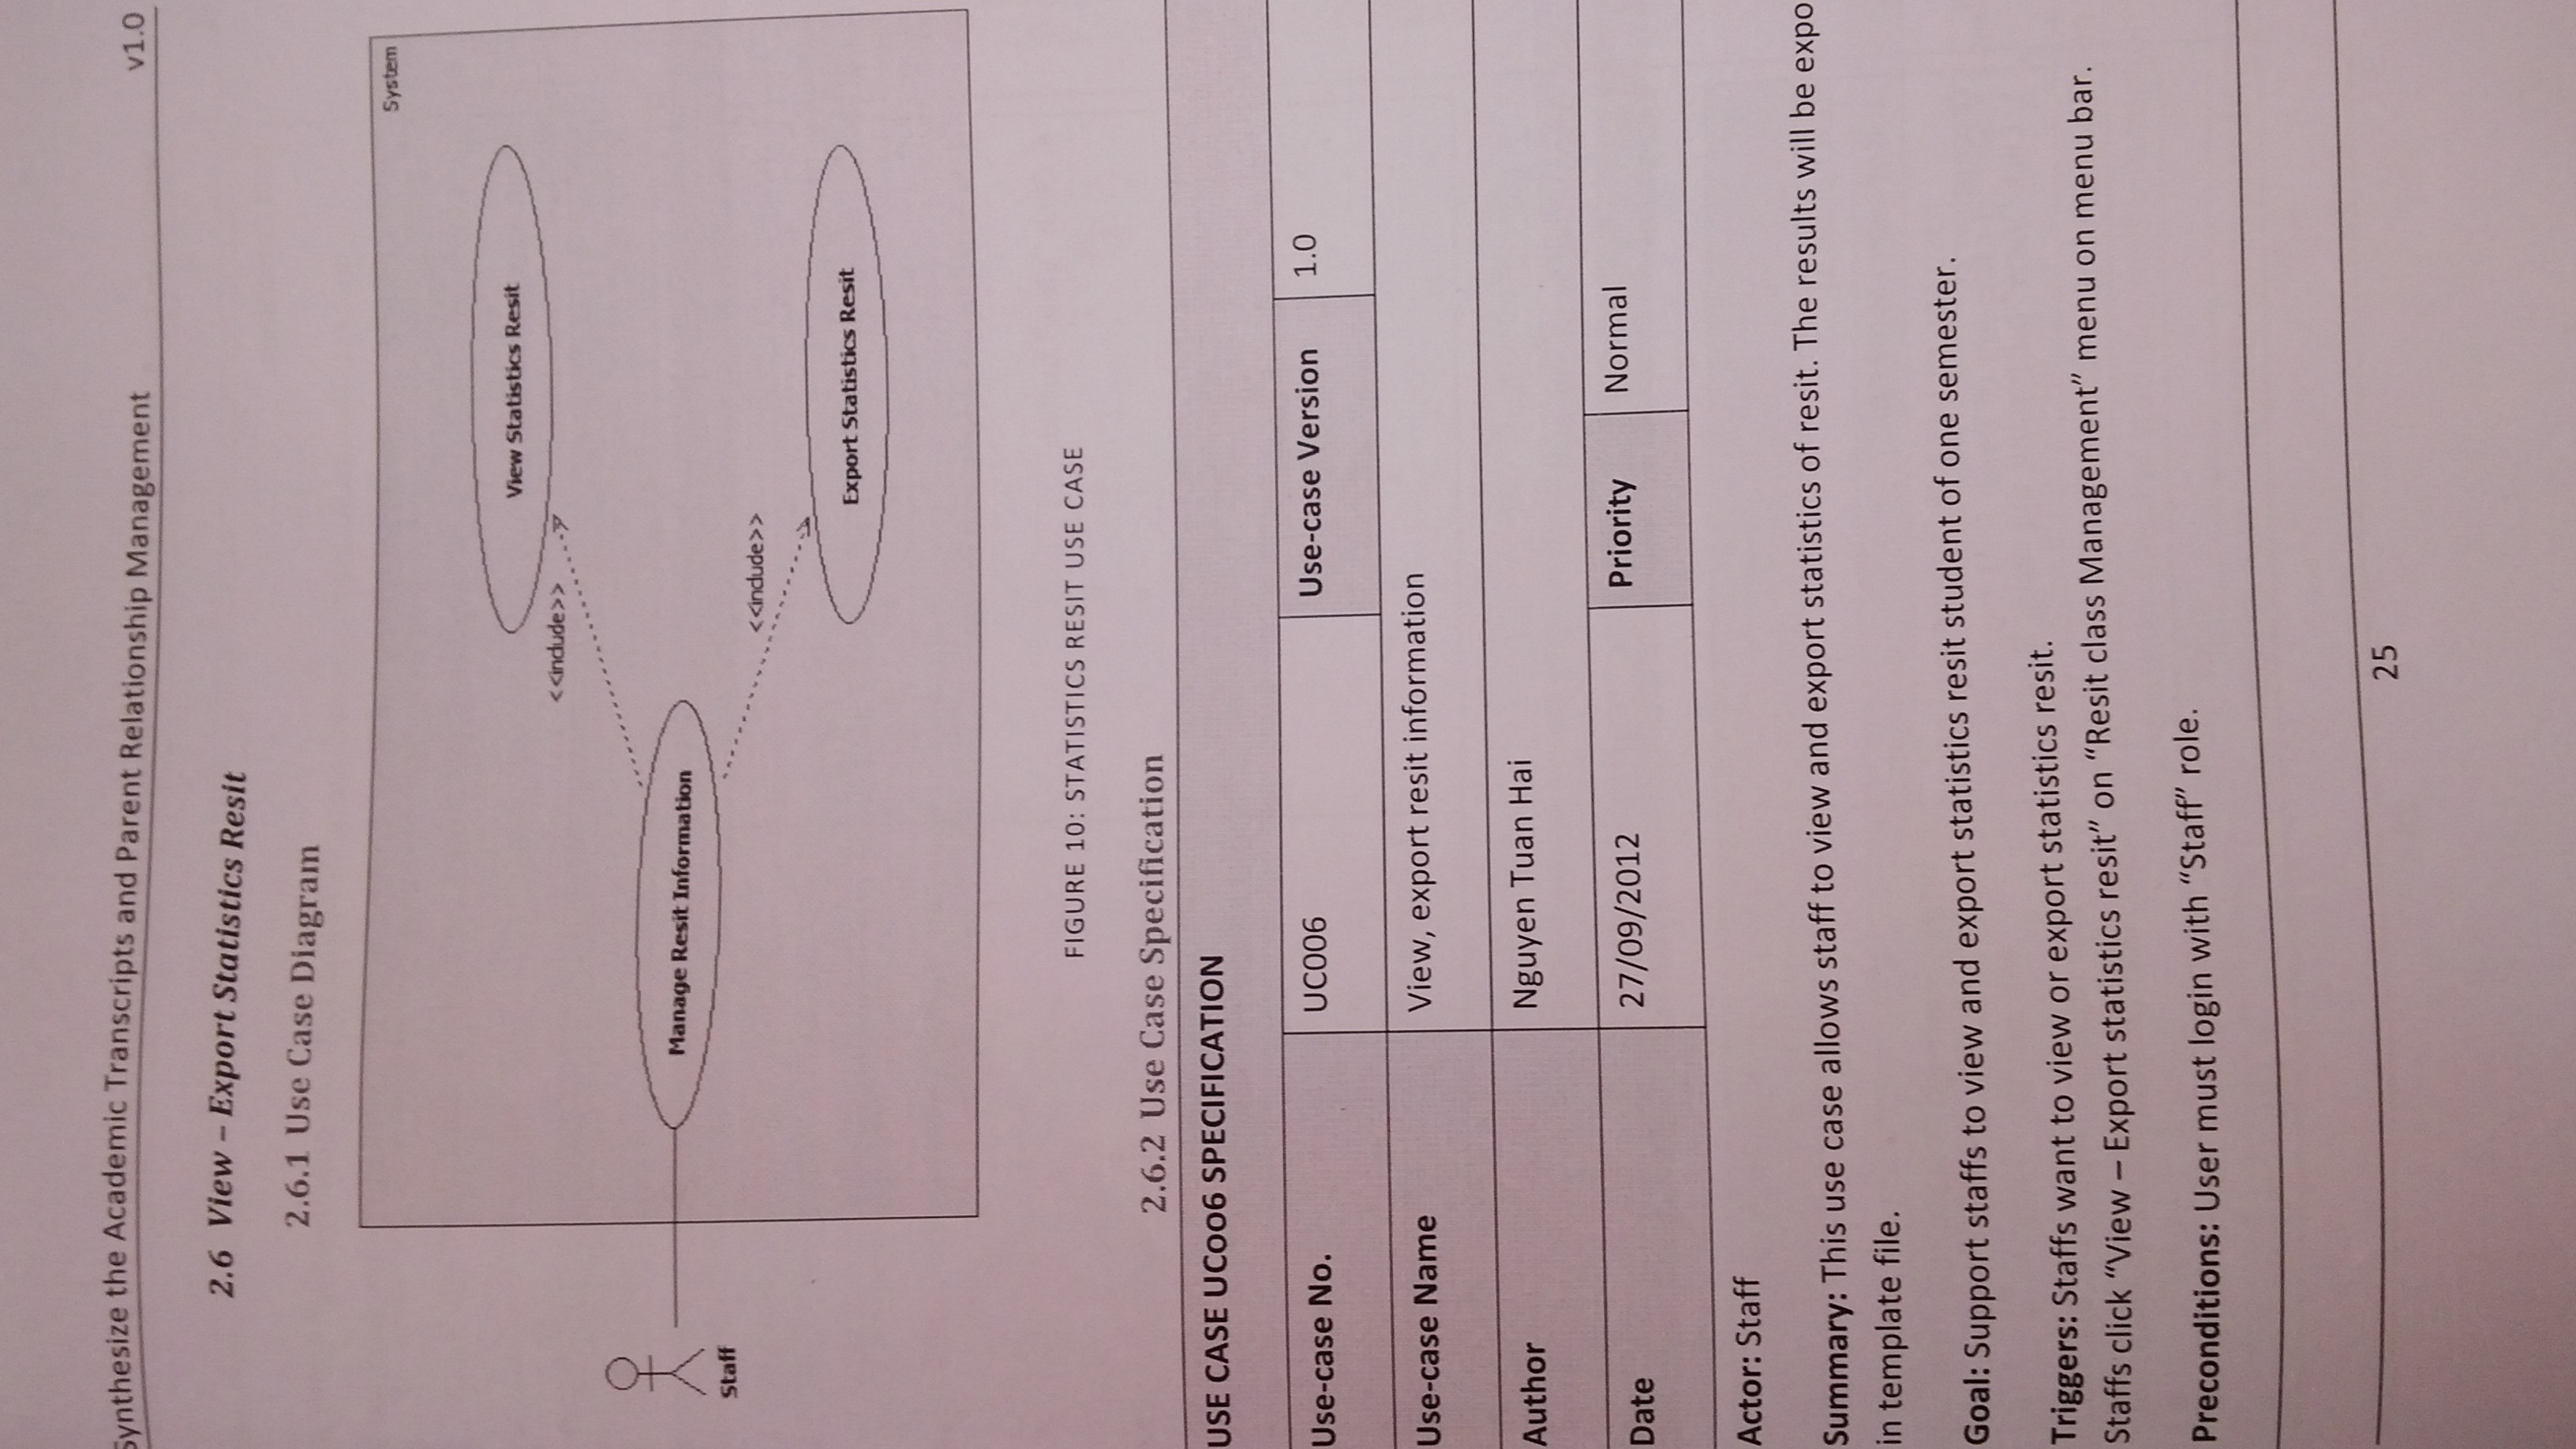 Synthesize the Academic Transcripts and Parent Relationship Management v1.0
2.6 View – Export Statistics Resit
2.6.1 Use Case Diagram
System
View Statistics Resit
<<include>>
Manage Resit Information
Staff
<<include>>
Export Statistics Resit
FIGURE 10: STATISTICS RESIT USE CASE
2.6.2 Use Case Specification
USE CASE UC006 SPECIFICATION
Use-case No. UC006 Use-case Version 1.0
Use-case Name View, export resit information
Author Nguyen Tuan Hai
Date 27/09/2012 Priority Normal
Actor: Staff
Summary: This use case allows staff to view and export statistics of resit. The results will be expo
in template file.
Goal: Support staffs to view and export statistics resit student of one semester.
Triggers: Staffs want to view or export statistics resit.
Staffs click “View – Export statistics resit” on “Resit class Management” menu on menu bar.
Preconditions: User must login with “Staff” role.
25